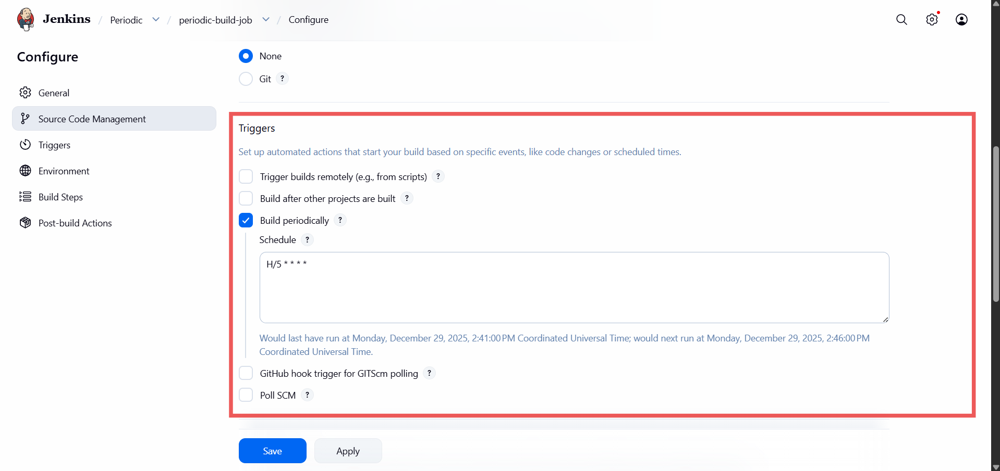 Jenkins / Periodic / periodic-build-job / Configure
Configure
General
Source Code Management
Triggers
Environment
Build Steps
Post-build Actions
None
Git ?
Triggers
Set up automated actions that start your build based on specific events, like code changes or scheduled times.
Trigger builds remotely (e.g., from scripts) ?
Build after other projects are built ?
Build periodically ?
Schedule ?
H/5 * * * *
Would last have run at Monday, December 29, 2025, 2:41:00 PM Coordinated Universal Time; would next run at Monday, December 29, 2025, 2:46:00 PM
Coordinated Universal Time.
GitHub hook trigger for GITScm polling ?
Poll SCM ?
Save Apply